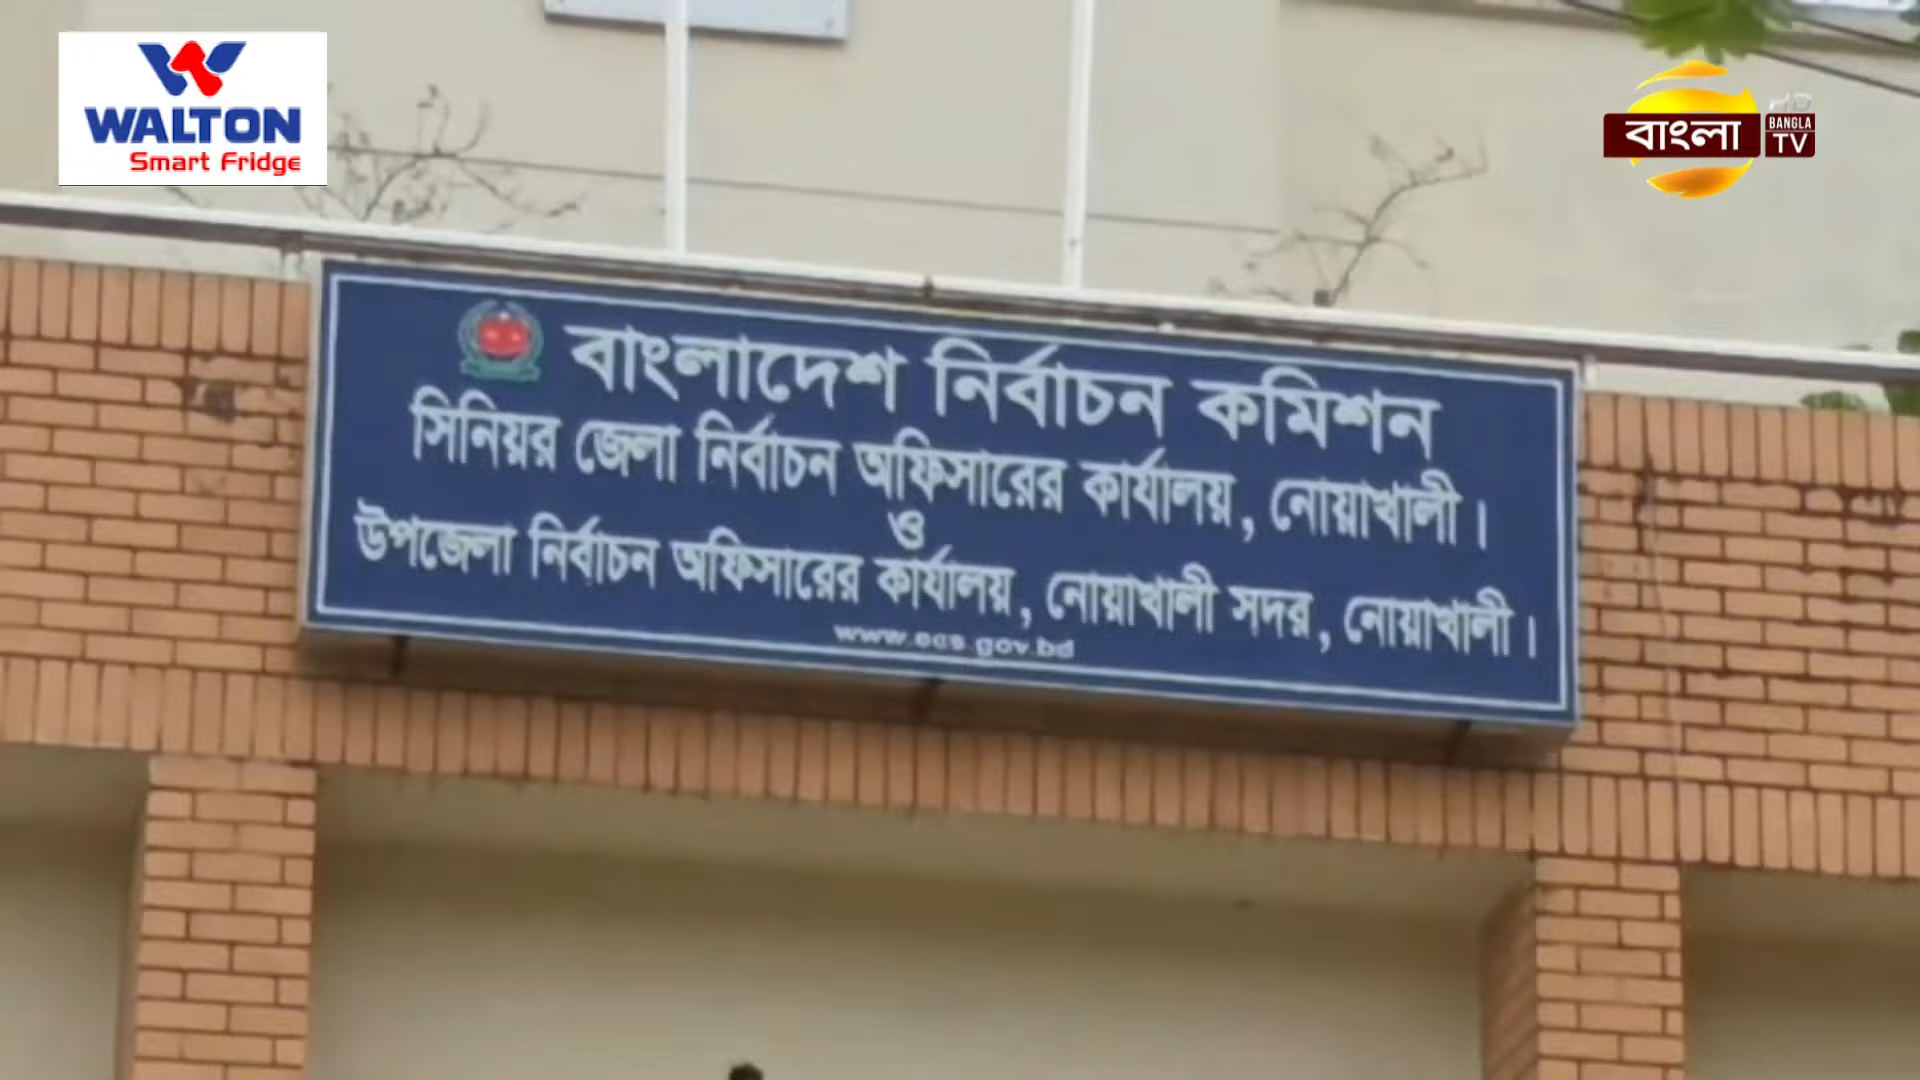 WALTON
Smart Fridge
বাংলা
HD
BANGLA
TV
বাংলাদেশ নির্বাচন কমিশন
সিনিয়র জেলা নির্বাচন অফিসারের কার্যালয়, নোয়াখালী।
ও
উপজেলা নির্বাচন অফিসারের কার্যালয়, নোয়াখালী সদর, নোয়াখালী।
www.ecs.gov.bd